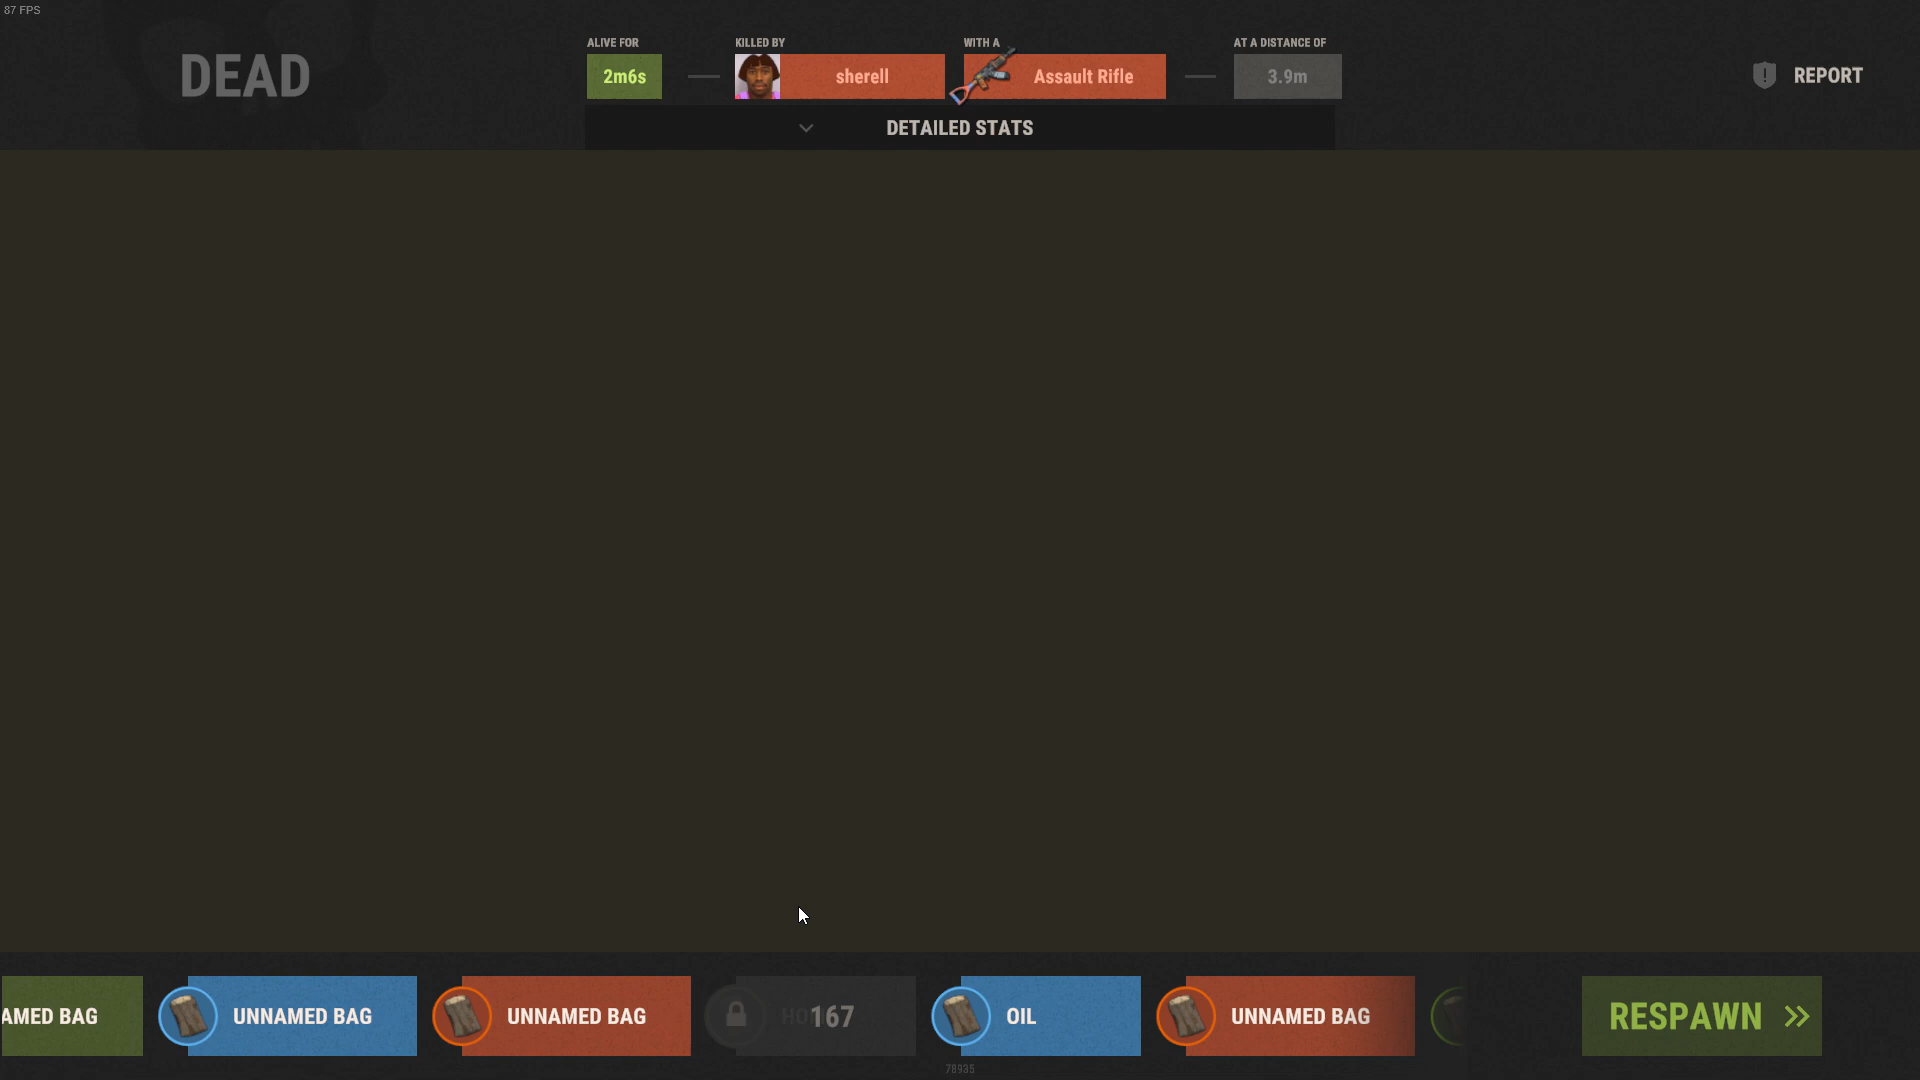 87 FPS
DEAD
ALIVE FOR
2m6s
KILLED BY
sherell
WITH A
Assault Rifle
AT A DISTANCE OF
3.9m
REPORT
DETAILED STATS
AMED BAG
UNNAMED BAG
UNNAMED BAG
167
OIL
UNNAMED BAG
RESPAWN
78935